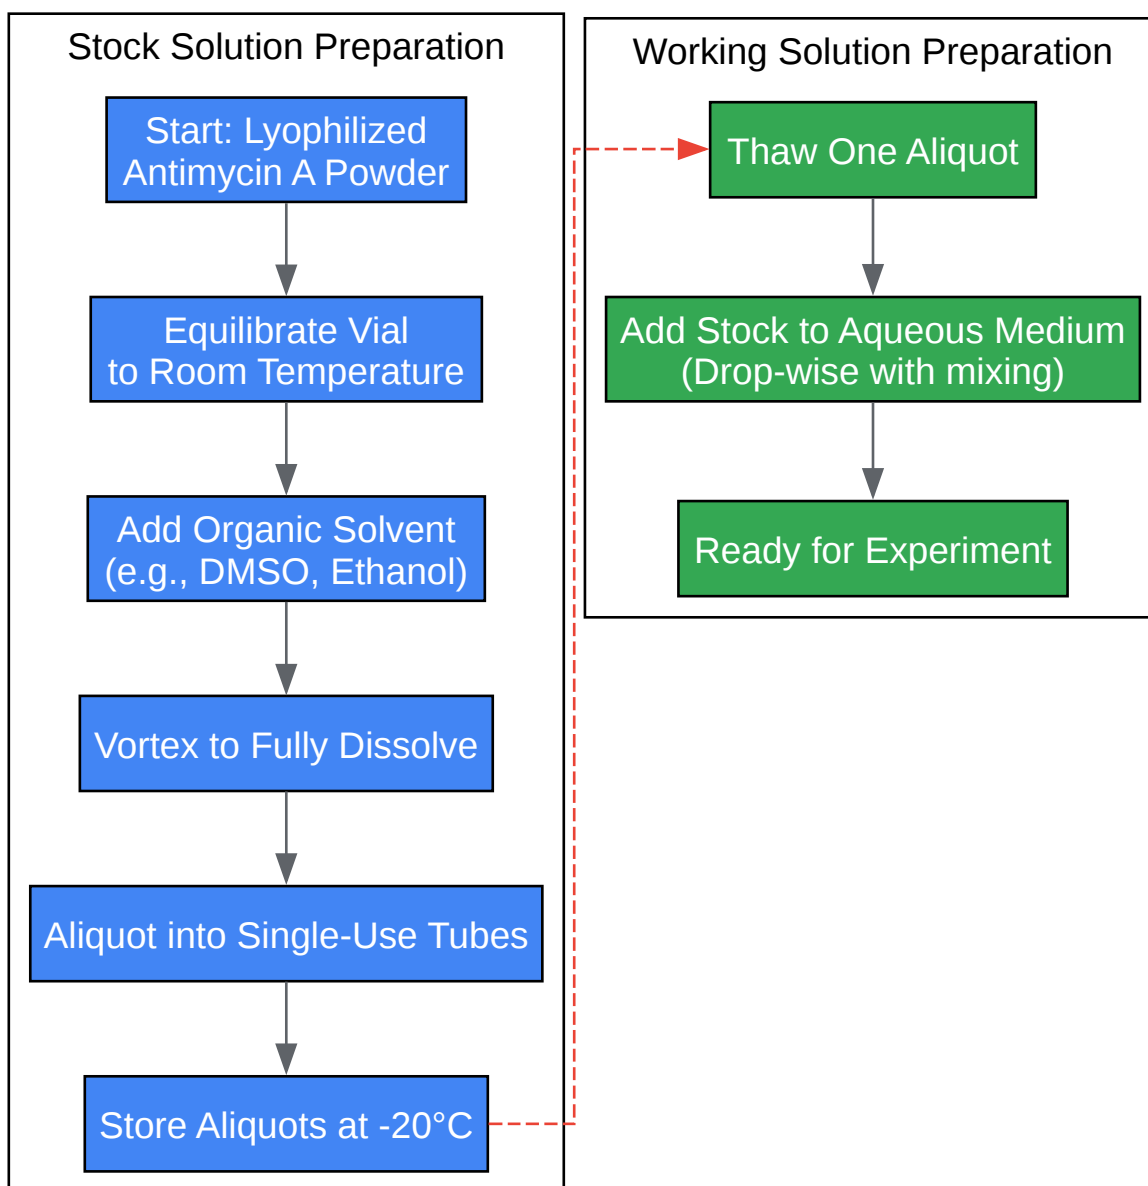 Stock Solution Preparation
Start: Lyophilized
Antimycin A Powder
Equilibrate Vial
to Room Temperature
Add Organic Solvent
(e.g., DMSO, Ethanol)
Vortex to Fully Dissolve
Aliquot into Single-Use Tubes
Store Aliquots at -20°C
Working Solution Preparation
Thaw One Aliquot
Add Stock to Aqueous Medium
(Drop-wise with mixing)
Ready for Experiment